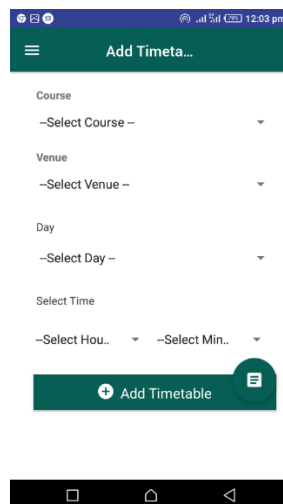 79% 12:03 pm
Add Timeta...
Course
--Select Course --
Venue
--Select Venue --
Day
--Select Day --
Select Time
--Select Hou.. --Select Min..
Add Timetable